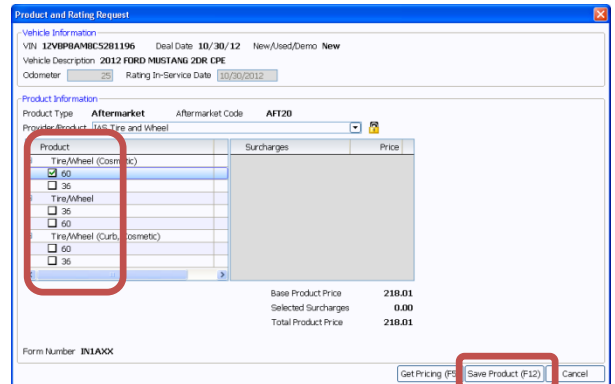 Product and Rating Request
Vehicle Information
VIN 12VBP8AM8C5281196 Deal Date 10/30/12 New/Used/Demo New
Vehicle Description 2012 FORD MUSTANG 2DR CPE
Odometer 25 Rating In-Service Date 10/30/2012
Product Information
Product Type Aftermarket Aftermarket Code AFT20
Provider/Product IAS Tire and Wheel
Product Surcharges Price
Tire/Wheel (Cosmetic)
60
36
Tire/Wheel
36
60
Tire/Wheel (Curb, Cosmetic)
60
36
Base Product Price 218.01
Selected Surcharges 0.00
Total Product Price 218.01
Form Number IN1AXX
Get Pricing (F5 Save Product (F12) Cancel